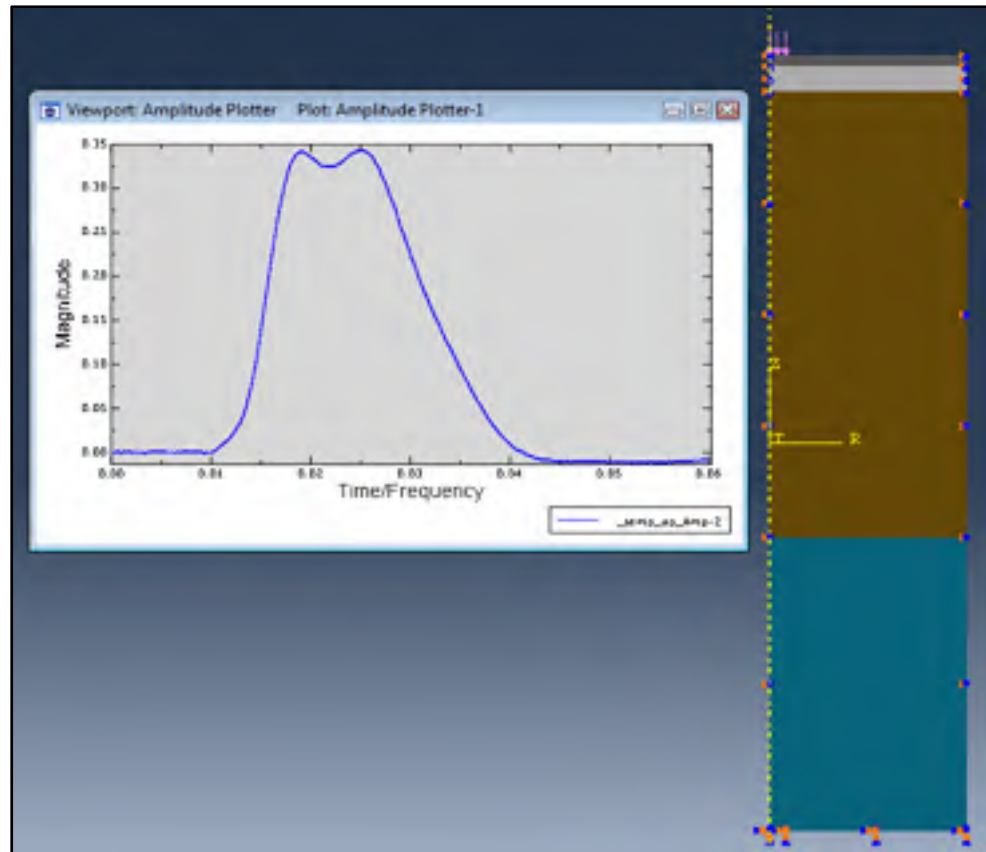 Viewport: Amplitude Plotter Plot: Amplitude Plotter-1
0.35
0.30
0.25
0.20
0.15
0.10
0.05
0.00
Magnitude
0.00 0.01 0.02 0.03 0.04 0.05 0.06
Time/Frequency
Z
T R